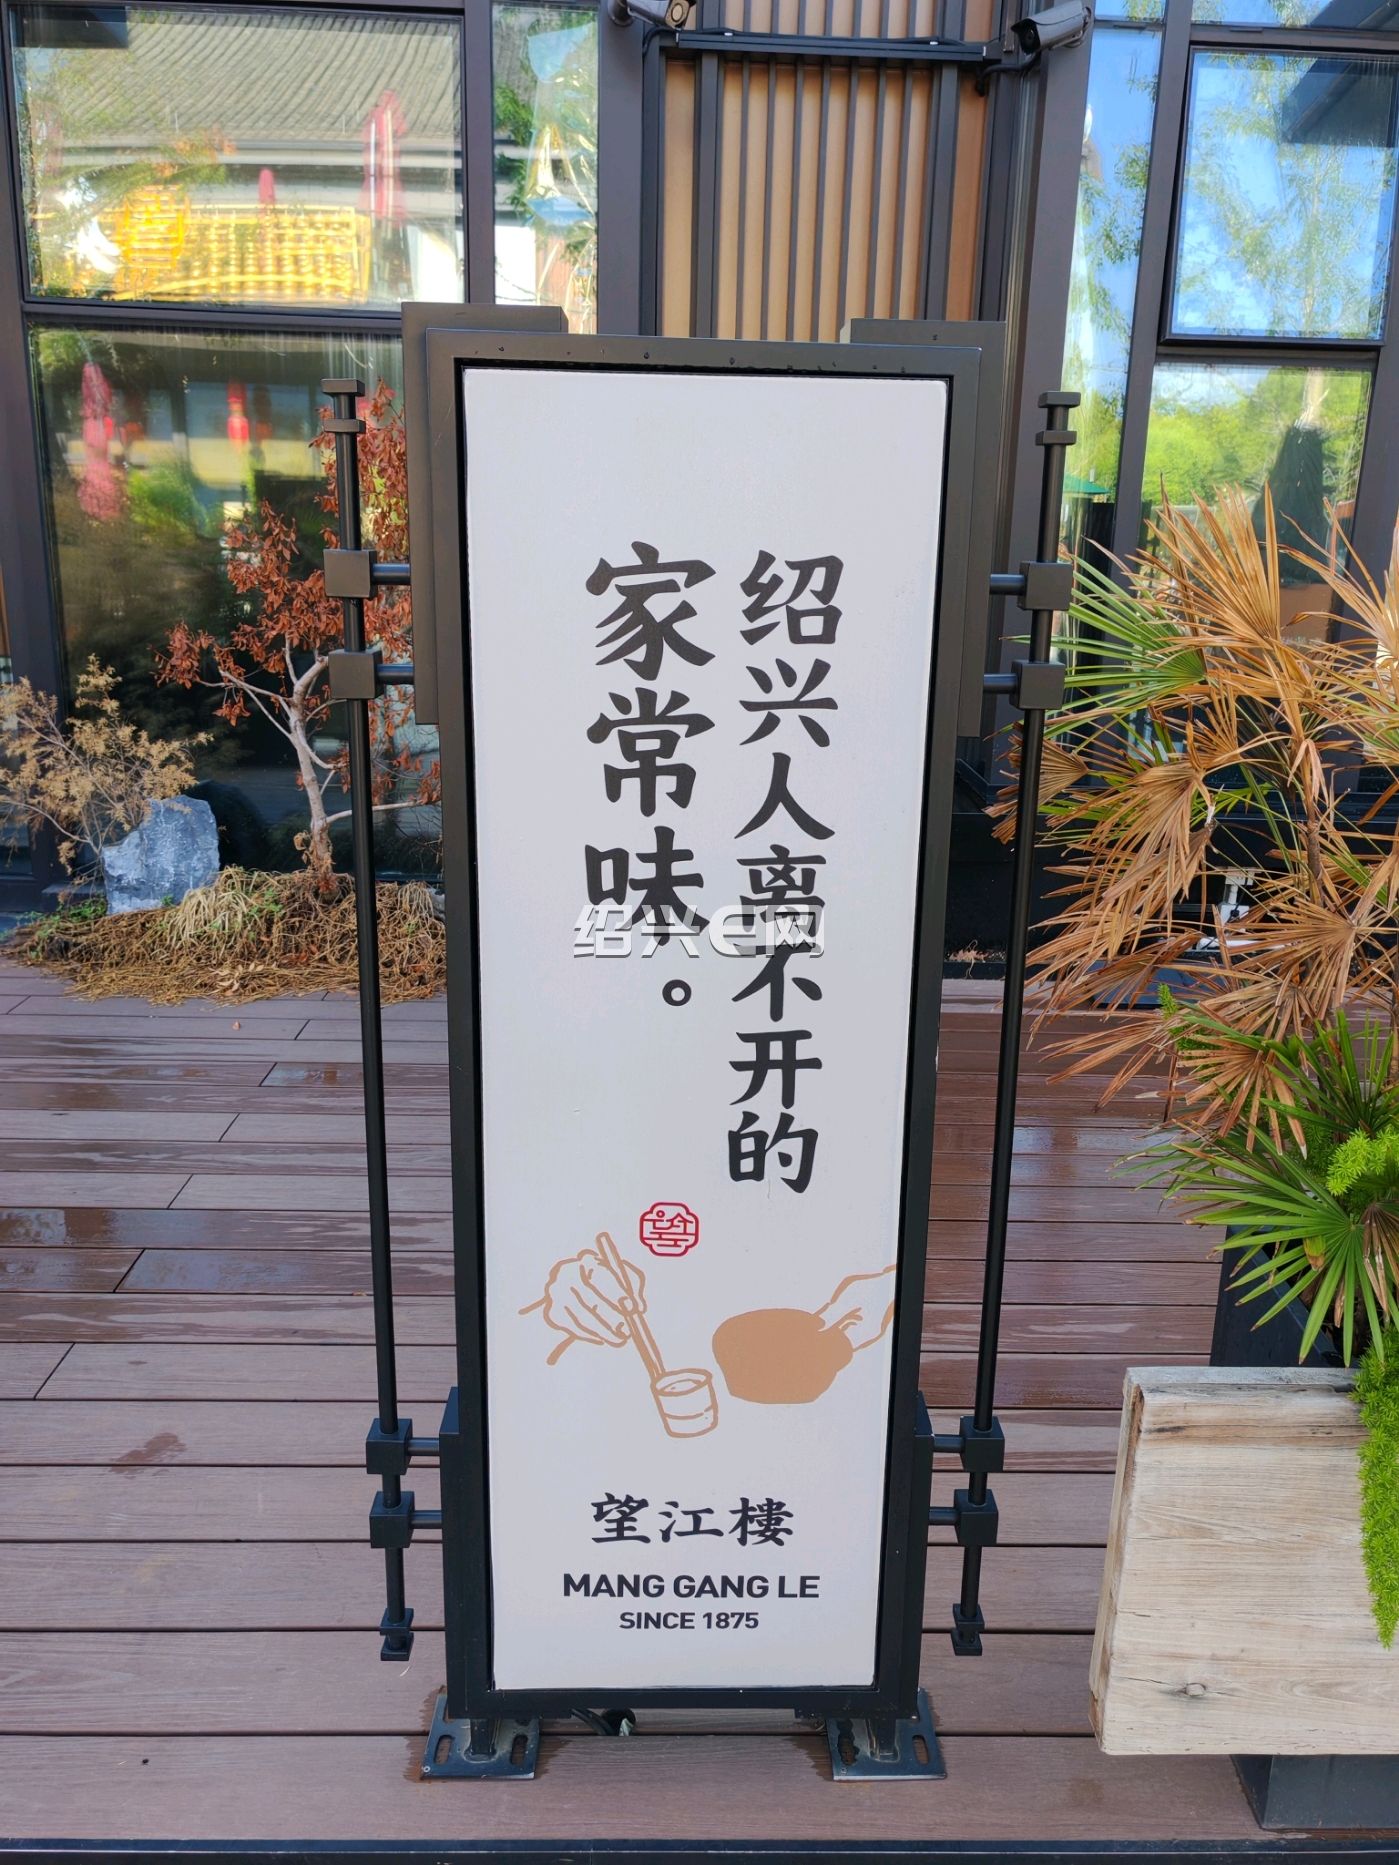 绍兴人离不开的
家常味。
绍兴E网
望江樓
MANG GANG LE
SINCE 1875